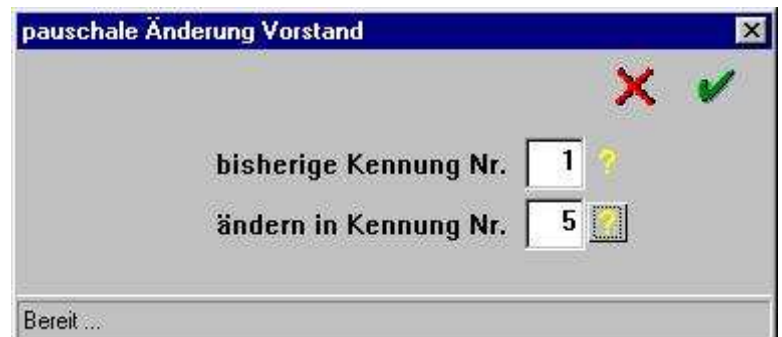 pauschale Änderung Vorstand
bisherige Kennung Nr. 1 ?
ändern in Kennung Nr. 5 ?
Bereit ...